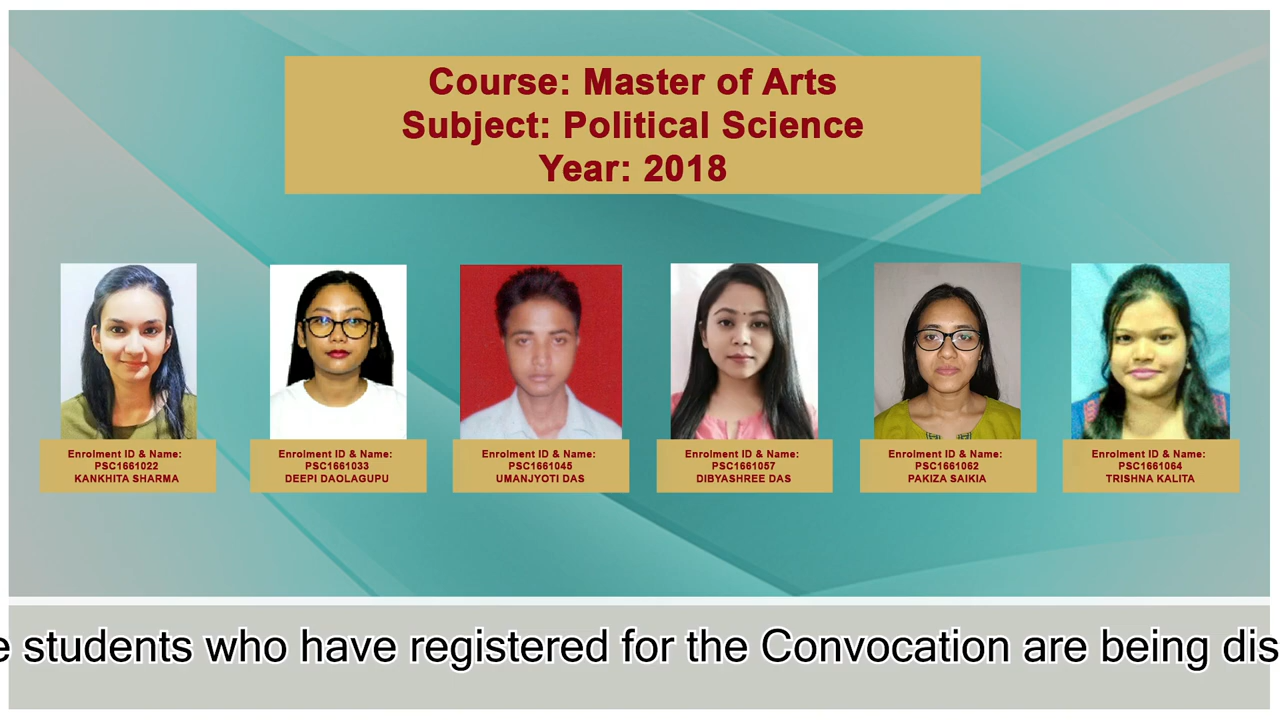 Course: Master of Arts
Subject: Political Science
Year: 2018
Enrolment ID & Name:
PSC1661022
KANKHITA SHARMA
Enrolment ID & Name:
PSC1661033
DEEPI DAOLAGUPU
Enrolment ID & Name:
PSC1661045
UMANJYOTI DAS
Enrolment ID & Name:
PSC1661057
DIBYASHREE DAS
Enrolment ID & Name:
PSC1661062
PAKIZA SAIKIA
Enrolment ID & Name:
PSC1661064
TRISHNA KALITA
students who have registered for the Convocation are being